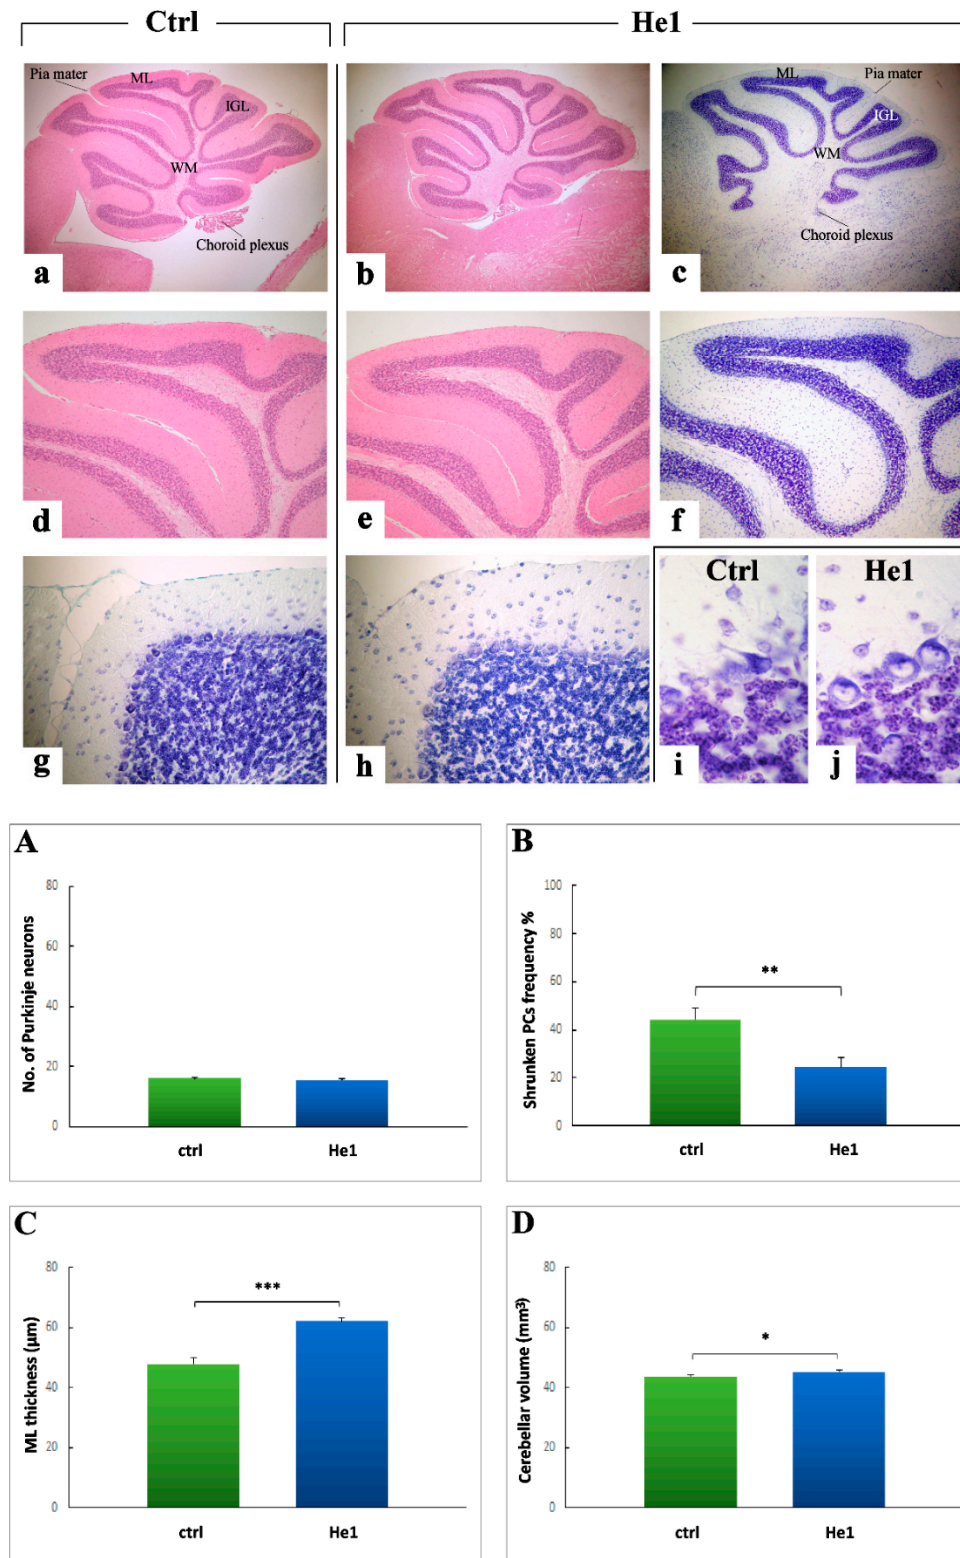 Ctrl
He1
Pia mater
ML
IGL
WM
Choroid plexus
a
b
ML
Pia mater
IGL
WM
Choroid plexus
c
d
e
f
g
h
Ctrl
He1
i
j
A
No. of Purkinje neurons
80
60
40
20
0
ctrl
He1
B
Shrunken PCs frequency %
100
80
60
40
20
0
**
ctrl
He1
C
ML thickness (µm)
80
60
40
20
0
***
ctrl
He1
D
Cerebellar volume (mm³)
80
60
40
20
0
*
ctrl
He1